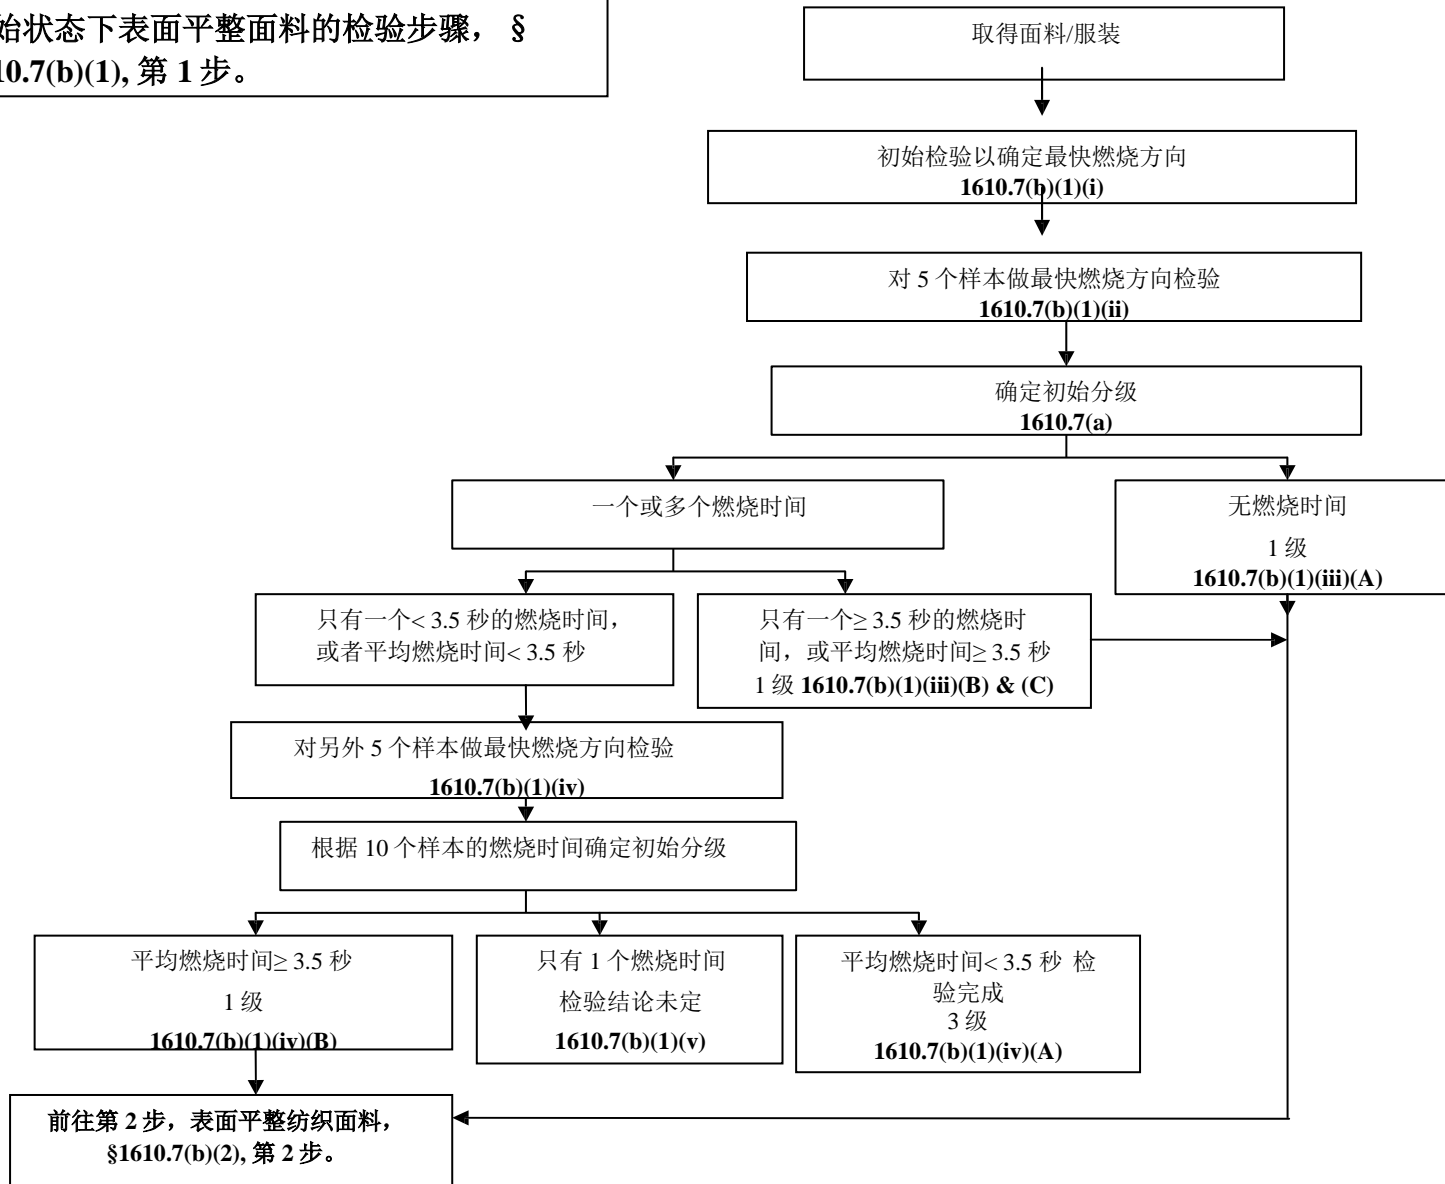 始状态下表面平整面料的检验步骤， §
10.7(b)(1), 第 1 步。
取得面料/服装
初始检验以确定最快燃烧方向
1610.7(b)(1)(i)
对 5 个样本做最快燃烧方向检验
1610.7(b)(1)(ii)
确定初始分级
1610.7(a)
一个或多个燃烧时间
无燃烧时间
1 级
1610.7(b)(1)(iii)(A)
只有一个< 3.5 秒的燃烧时间，
或者平均燃烧时间< 3.5 秒
只有一个≥ 3.5 秒的燃烧时
间，或平均燃烧时间≥ 3.5 秒
1 级 1610.7(b)(1)(iii)(B) & (C)
对另外 5 个样本做最快燃烧方向检验
1610.7(b)(1)(iv)
根据 10 个样本的燃烧时间确定初始分级
平均燃烧时间≥ 3.5 秒
1 级
1610.7(b)(1)(iv)(B)
只有 1 个燃烧时间
检验结论未定
1610.7(b)(1)(v)
平均燃烧时间< 3.5 秒 检
验完成
3 级
1610.7(b)(1)(iv)(A)
前往第 2 步，表面平整纺织面料，
§1610.7(b)(2), 第 2 步。